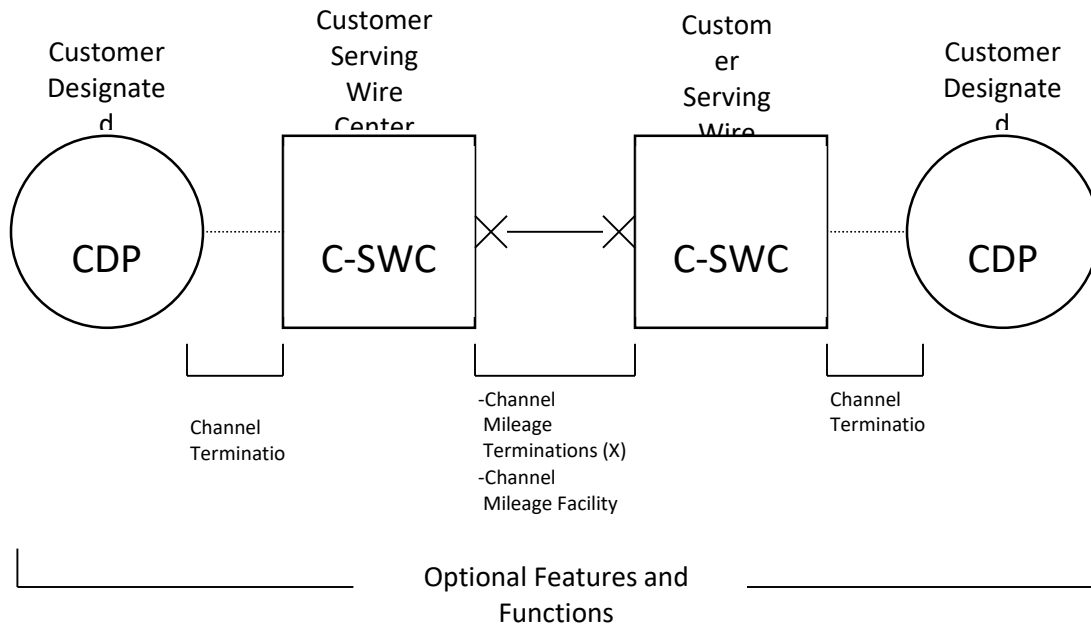 Customer
Designate
d
Customer
Serving
Wire
Center
Custom
er
Serving
Wire
Customer
Designate
d
CDP
C-SWC
C-SWC
CDP
Channel
Terminatio
-Channel
Mileage
Terminations (X)
-Channel
Mileage Facility
Channel
Terminatio
Optional Features and
Functions